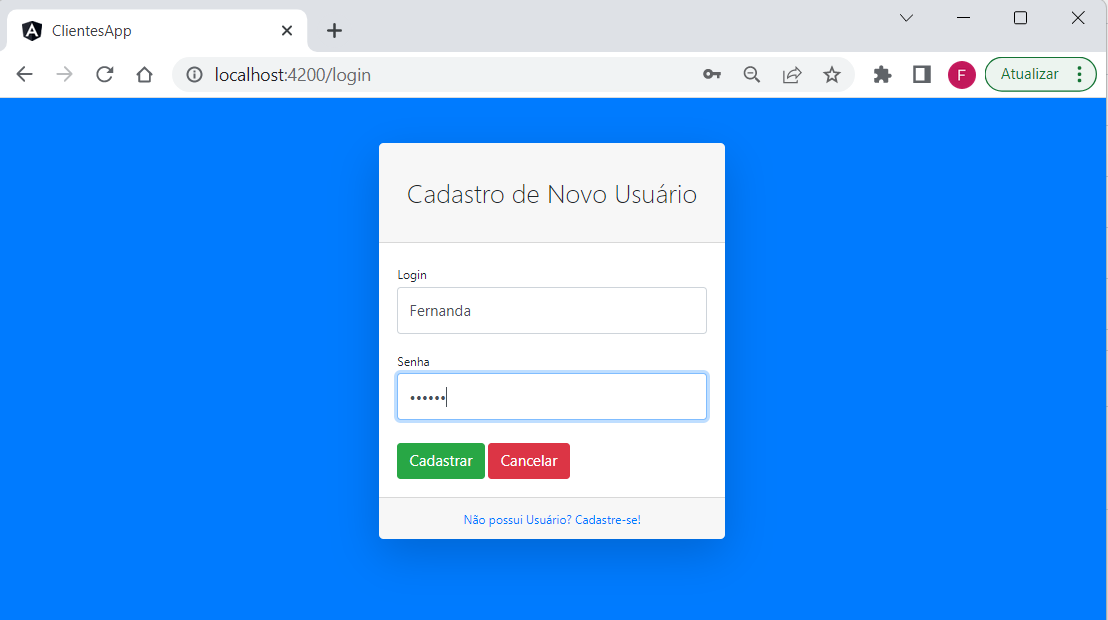 ClientesApp
localhost:4200/login
F
Atualizar
Cadastro de Novo Usuário
Login
Fernanda
Senha
••••••
Cadastrar Cancelar
Não possui Usuário? Cadastre-se!